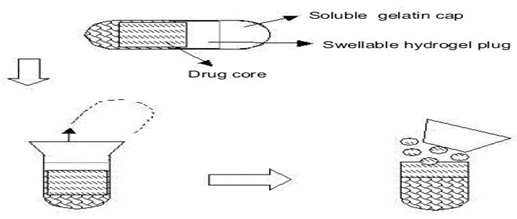 Soluble gelatin cap
Swellable hydrogel plug
Drug core